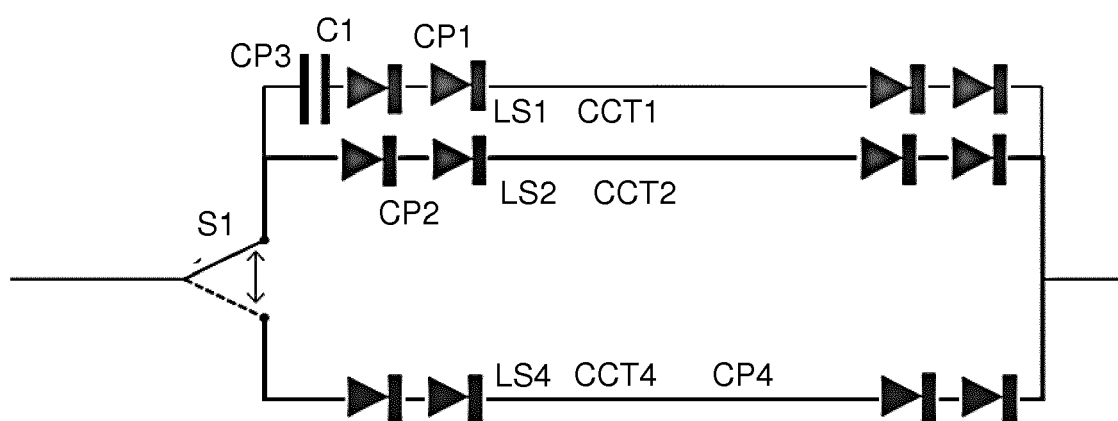 C1
CP3
CP1
LS1 CCT1
LS2 CCT2
CP2
S1
LS4 CCT4 CP4